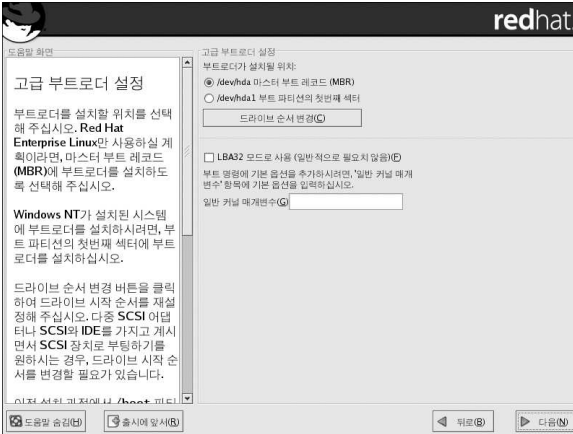 redhat.
도움말 화면
고급 부트로더 설정
부트로더를 설치할 위치를 선택
해 주십시오. Red Hat
Enterprise Linux만 사용하실 계
획이라면, 마스터 부트 레코드
(MBR)에 부트로더를 설치하도
록 선택해 주십시오.
Windows NT가 설치된 시스템
에 부트로더를 설치하시려면, 부
트 파티션의 첫번째 섹터에 부트
로더를 설치하십시오.
드라이브 순서 변경 버튼을 클릭
하여 드라이브 시작 순서를 재설
정해 주십시오. 다중 SCSI 어댑
터나 SCSI와 IDE를 가지고 계시
면서 SCSI 장치로 부팅하기를
원하시는 경우, 드라이브 시작 순
서를 변경할 필요가 있습니다.
이전 설치 과정에서 /boot 파티
고급 부트로더 설정
부트로더가 설치될 위치:
/dev/hda 마스터 부트 레코드 (MBR)
/dev/hda1 부트 파티션의 첫번째 섹터
드라이브 순서 변경(C)
LBA32 모드로 사용 (일반적으로 필요치 않음)(F)
부트 명령에 기본 옵션을 추가하시려면, '일반 커널 매개
변수' 항목에 기본 옵션을 입력하십시오.
일반 커널 매개변수(G)
도움말 숨김(H)
출시에 앞서(R)
뒤로(B)
다음(N)